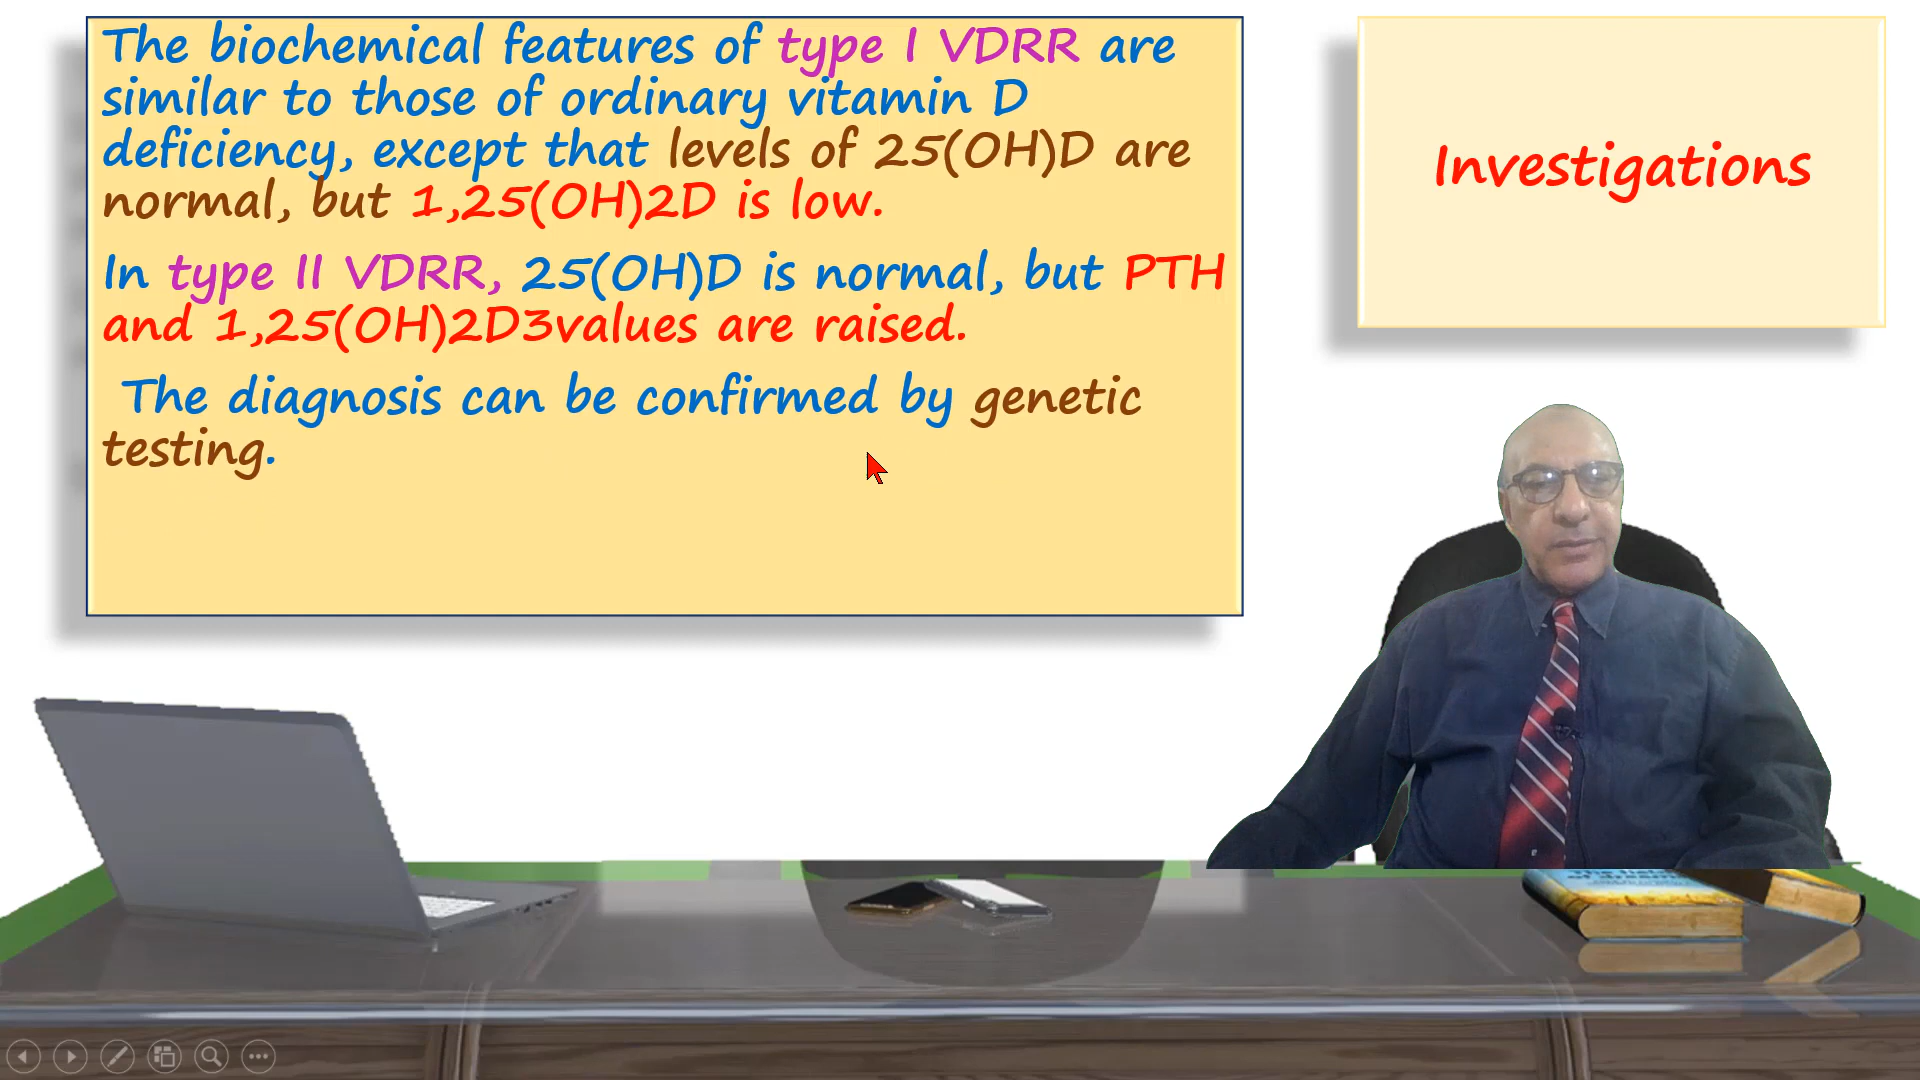 The biochemical features of type I VDRR are
similar to those of ordinary vitamin D
deficiency, except that levels of 25(OH)D are
normal, but 1,25(OH)2D is low.
In type II VDRR, 25(OH)D is normal, but PTH
and 1,25(OH)2D3values are raised.
The diagnosis can be confirmed by genetic
testing.
Investigations